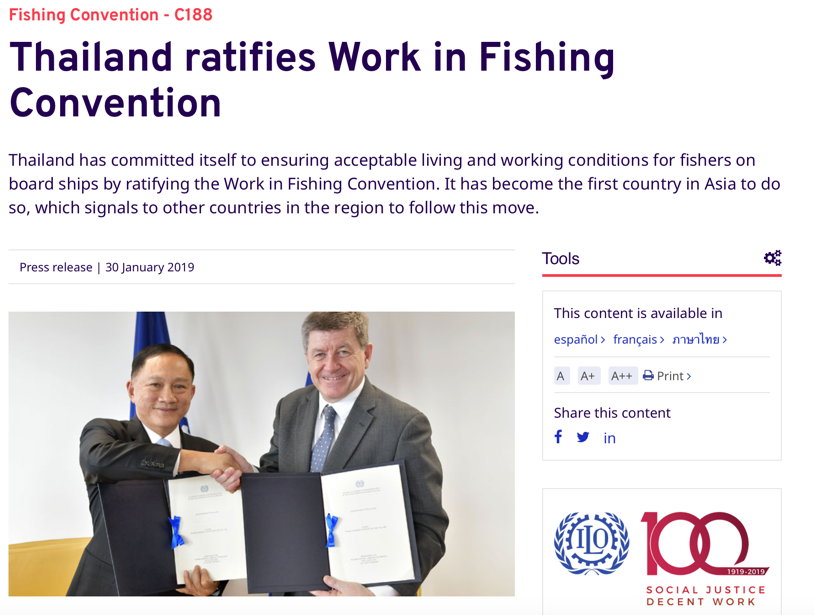 Fishing Convention - C188
Thailand ratifies Work in Fishing
Convention
Thailand has committed itself to ensuring acceptable living and working conditions for fishers on
board ships by ratifying the Work in Fishing Convention. It has become the first country in Asia to do
so, which signals to other countries in the region to follow this move.
Press release | 30 January 2019
Tools
This content is available in
español › français › ภาษาไทย ›
A A+ A++ Print ›
Share this content
f in
ILO 100
1919-2019
SOCIAL JUSTICE
DECENT WORK